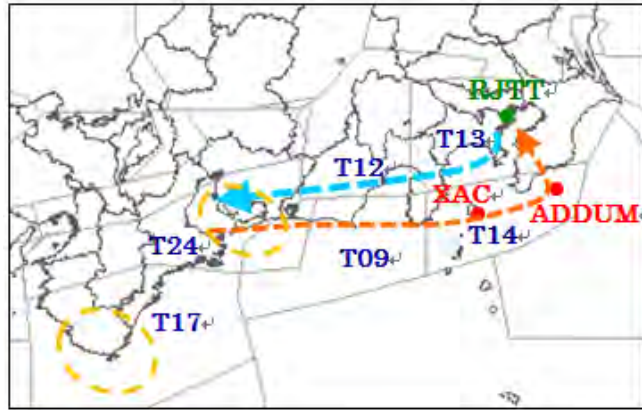 RJTT↵
T13↵
T12↵
XAC↵
ADDUM↵
T14↵
T24↵
T09↵
T17↵